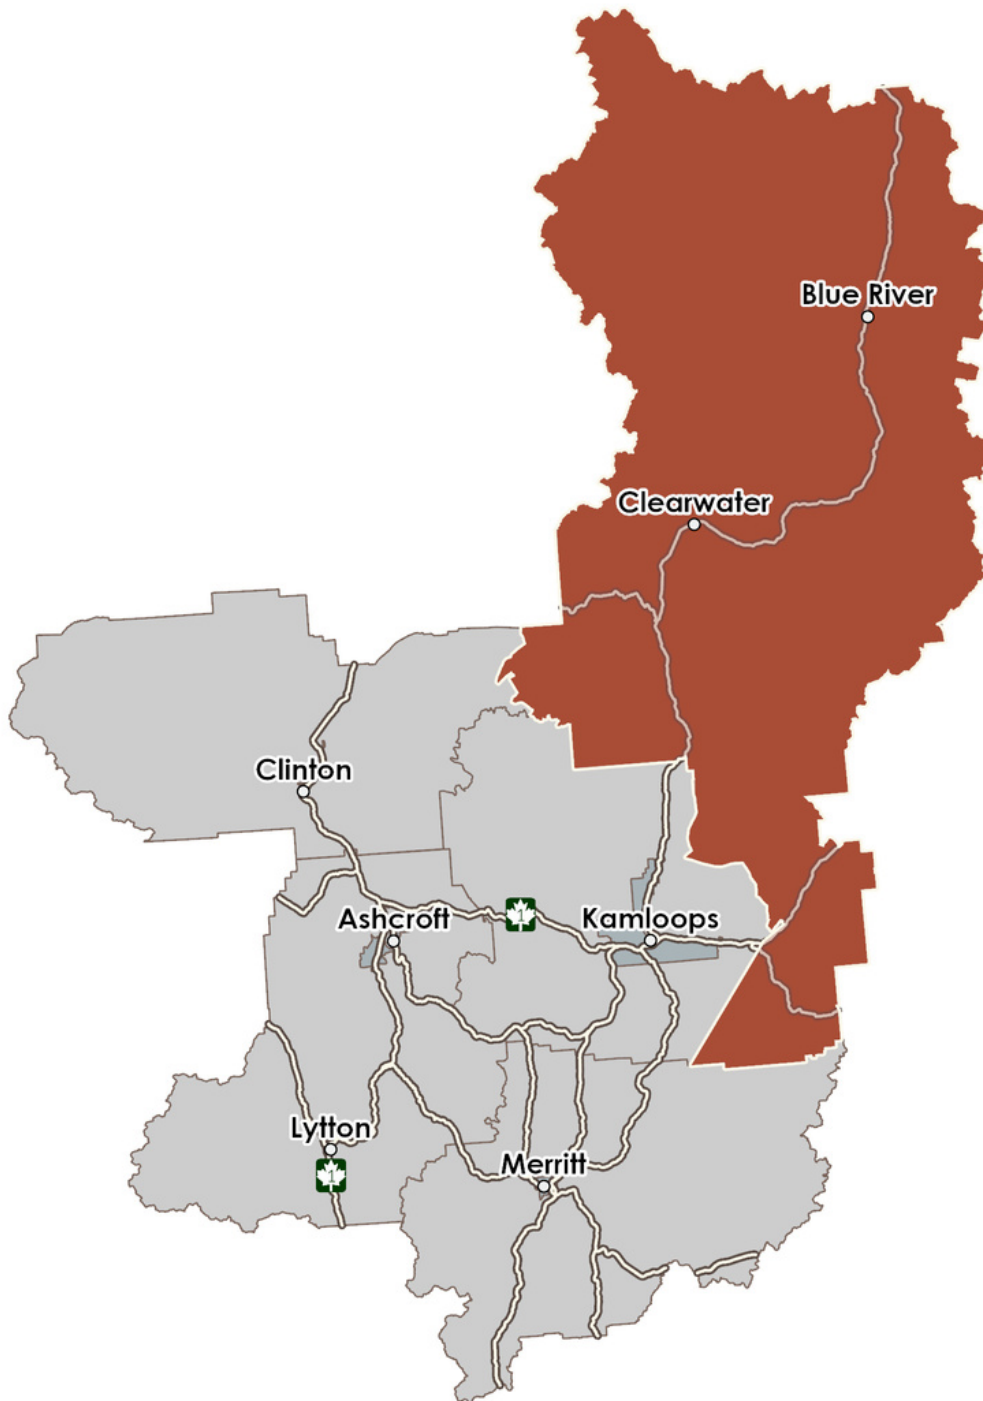 Blue River
Clearwater
Clinton
Ashcroft
1
Kamloops
Lytton
1
Merritt